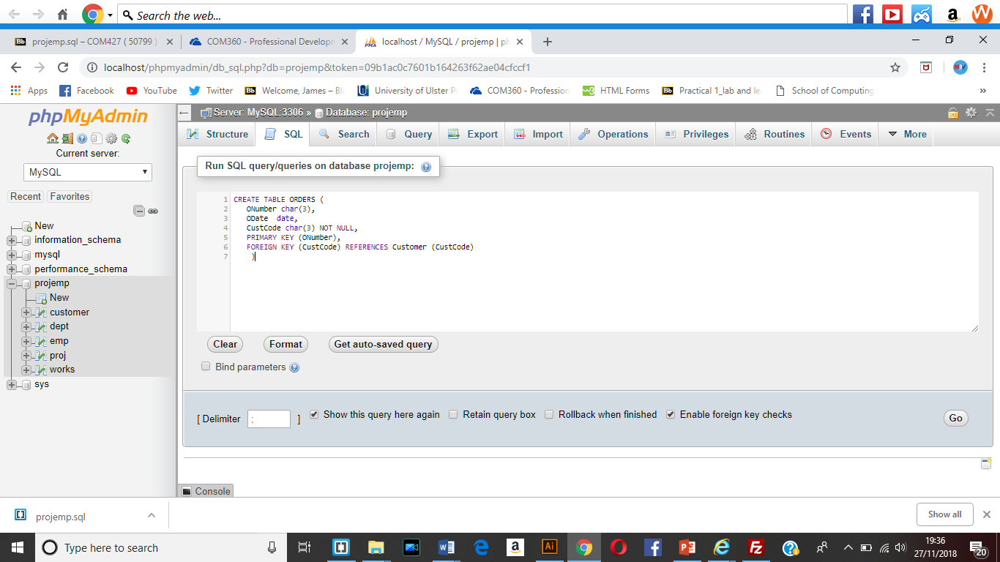 Search the web...
projemp.sql – COM427 ( 50799 )
COM360 - Professional Developn
localhost / MySQL / projemp | ph
localhost/phpmyadmin/db_sql.php?db=projemp&token=09b1ac0c7601b164263f62ae04cfccf1
Apps
Facebook
YouTube
Twitter
Welcome, James – Bl
University of Ulster P
COM360 - Profession
HTML Forms
Practical 1_lab and le
School of Computing
»
phpMyAdmin
Current server:
MySQL
Recent
Favorites
New
information_schema
mysql
performance_schema
projemp
New
customer
dept
emp
proj
works
sys
Server: MySQL:3306 » Database: projemp
Structure
SQL
Search
Query
Export
Import
Operations
Privileges
Routines
Events
More
Run SQL query/queries on database projemp:
1 CREATE TABLE ORDERS (
2 ONumber char(3),
3 ODate  date,
4 CustCode char(3) NOT NULL,
5 PRIMARY KEY (ONumber),
6 FOREIGN KEY (CustCode) REFERENCES Customer (CustCode)
7 )
Clear
Format
Get auto-saved query
Bind parameters
[ Delimiter ; ]
Show this query here again
Retain query box
Rollback when finished
Enable foreign key checks
Go
Console
projemp.sql
Show all
Type here to search
19:36
27/11/2018
20